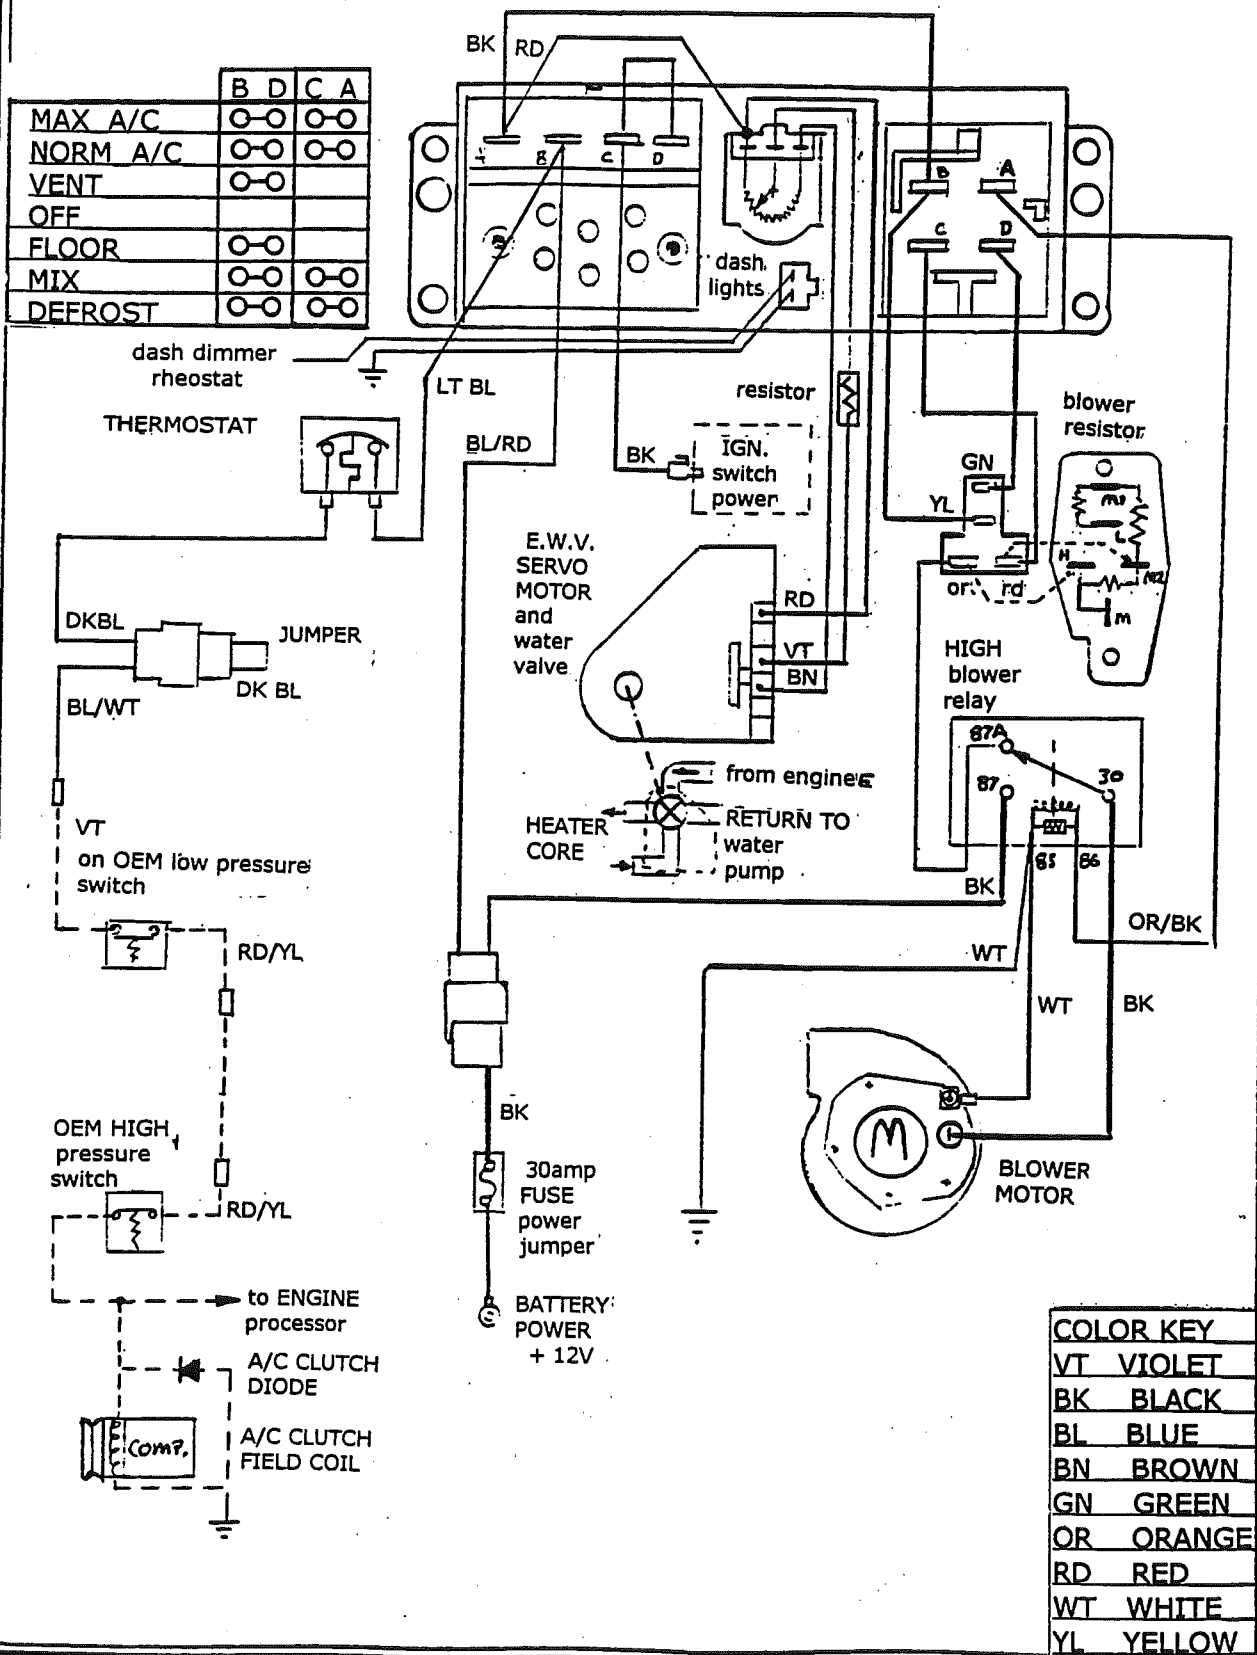 BK
RD
B D C A
MAX A/C
NORM A/C
VENT
OFF
FLOOR
MIX
DEFROST
B
C
D
B
A
C
D
dash
lights
dash dimmer
rheostat
LT BL
THERMOSTAT
BL/RD
BK
IGN.
switch
power
resistor
blower
resistor
GN
YL
or
rd
H
L
M2
M
E.W.V.
SERVO
MOTOR
and
water
valve
RD
VT
BN
DKBL
JUMPER
DK BL
BL/WT
HIGH
blower
relay
87A
87
30
85
86
from engine
HEATER
CORE
RETURN TO
water
pump
VT
on OEM low pressure
switch
RD/YL
BK
OR/BK
WT
WT
BK
BK
M
BLOWER
MOTOR
OEM HIGH
pressure
switch
RD/YL
30amp
FUSE
power
jumper
BATTERY
POWER
+ 12V
to ENGINE
processor
A/C CLUTCH
DIODE
Comp.
A/C CLUTCH
FIELD COIL
COLOR KEY
VT VIOLET
BK BLACK
BL BLUE
BN BROWN
GN GREEN
OR ORANGE
RD RED
WT WHITE
YL YELLOW